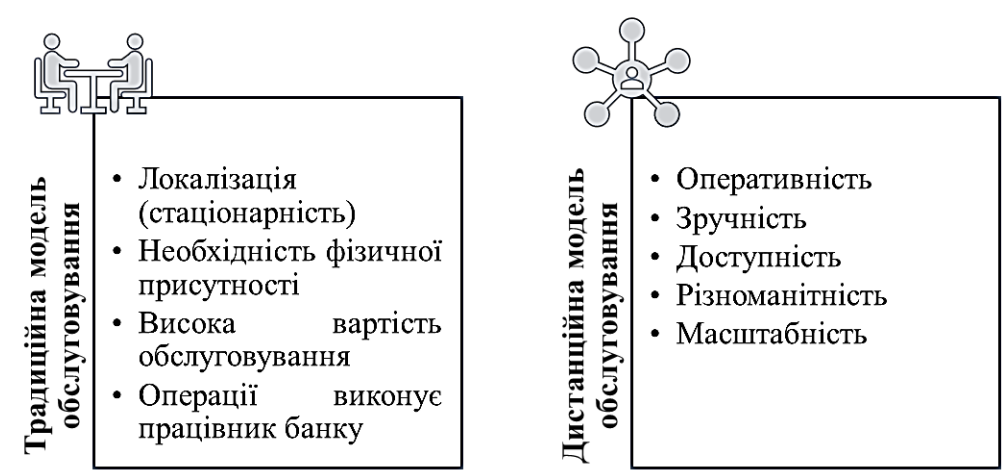 Традиційна модель
обслуговування
• Локалізація
(стаціонарність)
• Необхідність фізичної
присутності
• Висока вартість
обслуговування
• Операції виконує
працівник банку
Дистанційна модель
обслуговування
• Оперативність
• Зручність
• Доступність
• Різноманітність
• Масштабність